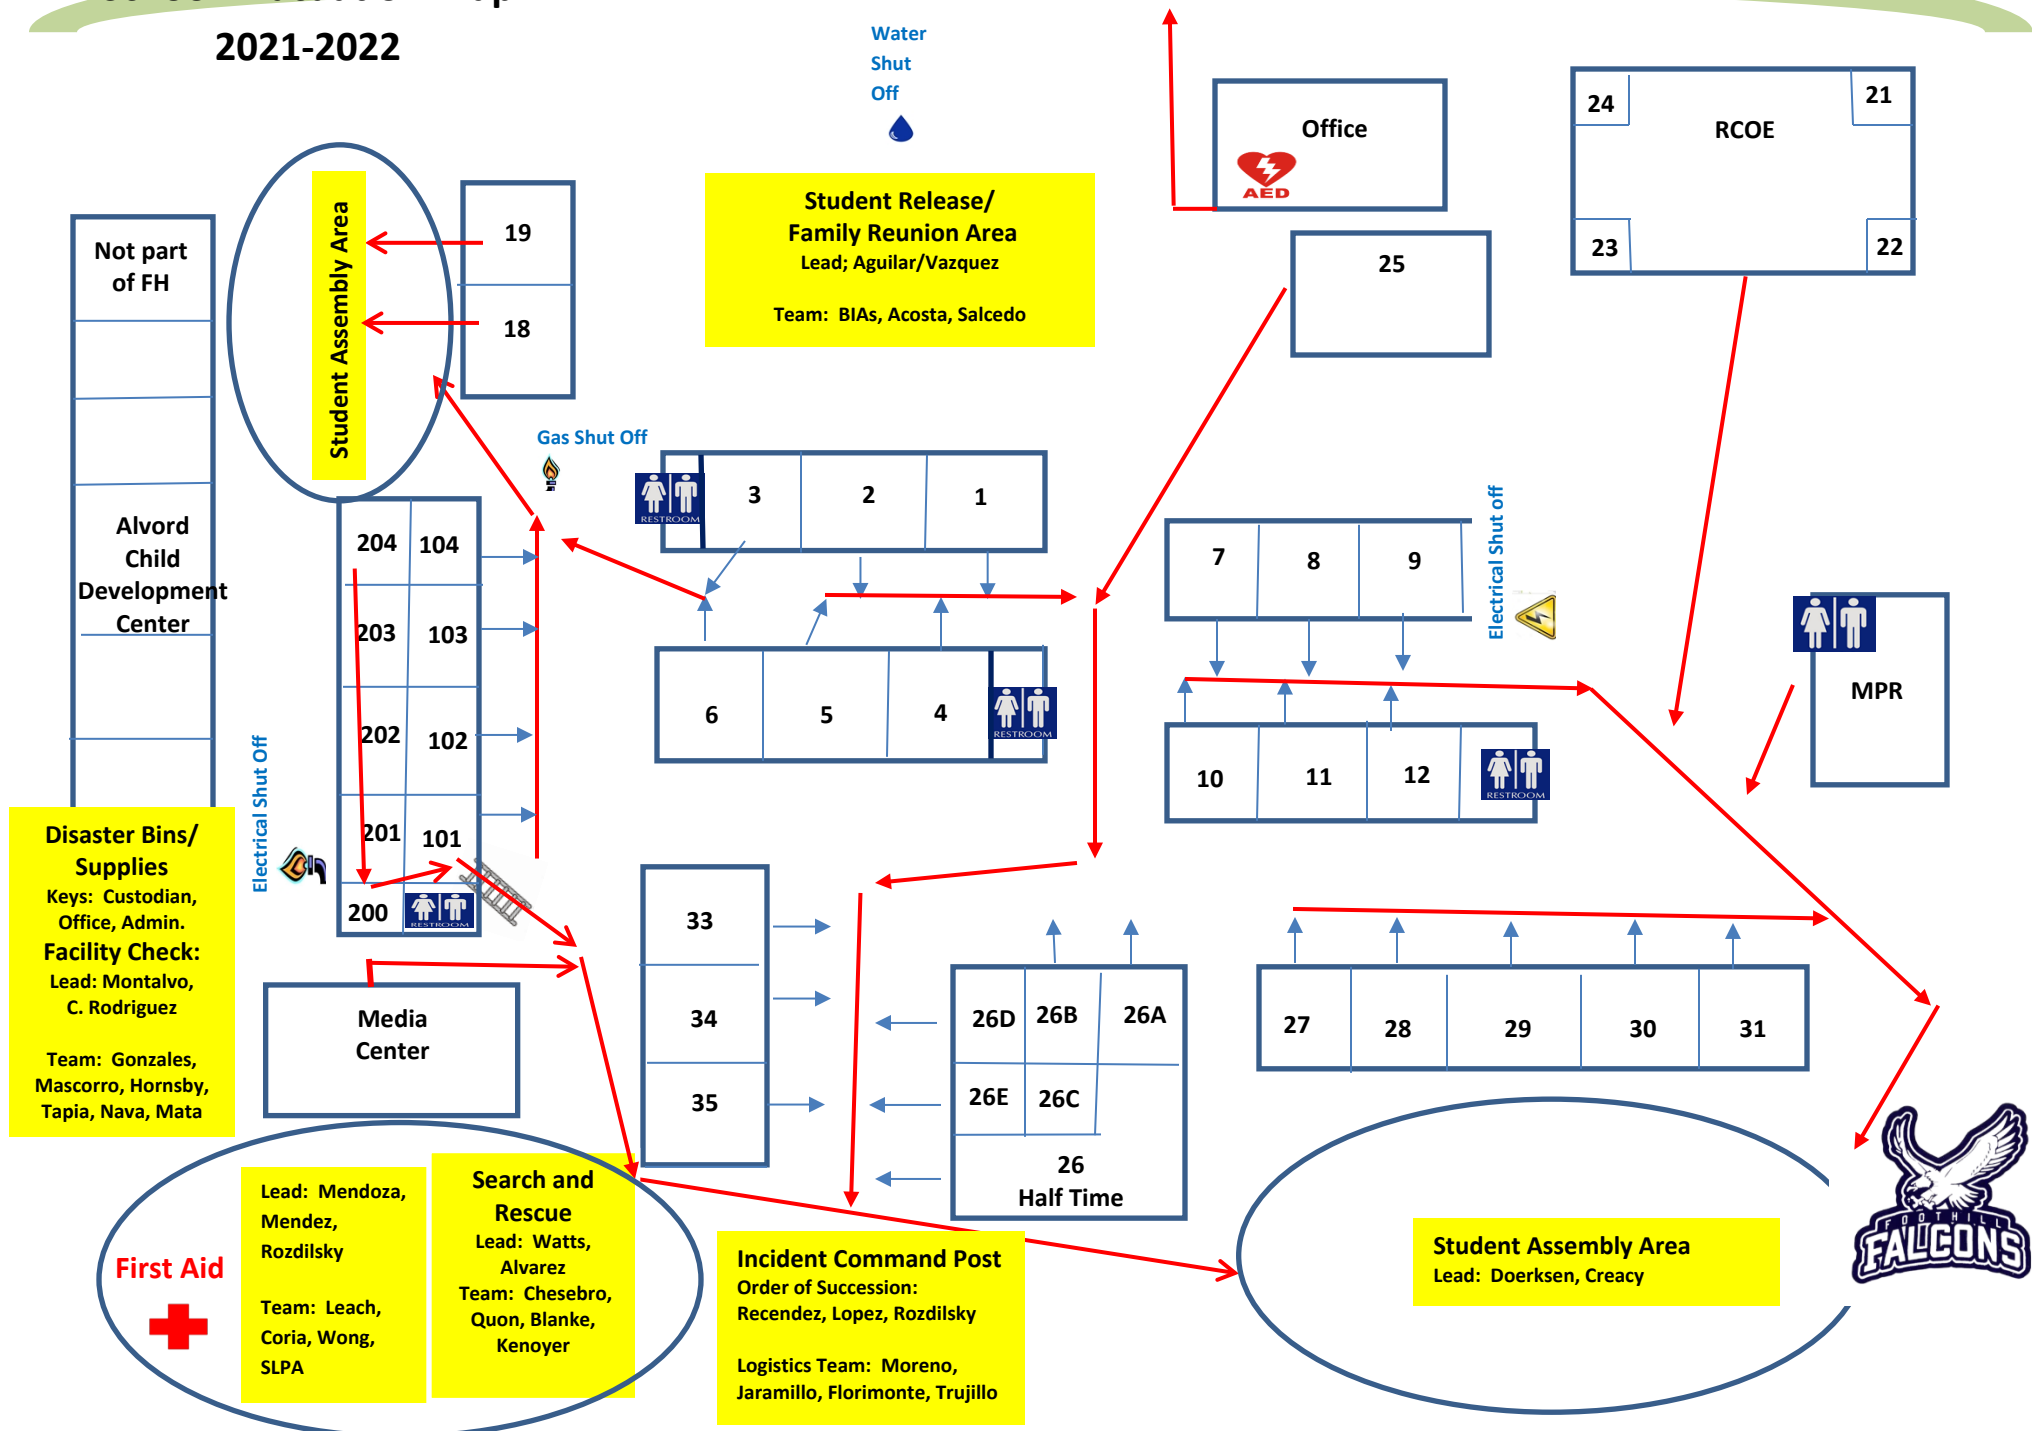 2021-2022
Water
Shut
Off
Office
AED
RCOE
24
21
23
22
25
Student Release/
Family Reunion Area
Lead; Aguilar/Vazquez
Team: BIAs, Acosta, Salcedo
Student Assembly Area
19
18
Not part
of FH
Alvord
Child
Development
Center
Gas Shut Off
RESTROOM
3
2
1
6
5
4
RESTROOM
7
8
9
Electrical Shut off
10
11
12
RESTROOM
MPR
204
104
203
103
202
102
201
101
200
RESTROOM
Electrical Shut Off
Disaster Bins/
Supplies
Keys: Custodian,
Office, Admin.
Facility Check:
Lead: Montalvo,
C. Rodriguez
Team: Gonzales,
Mascorro, Hornsby,
Tapia, Nava, Mata
Media
Center
33
34
35
26D
26B
26A
26E
26C
26
Half Time
27
28
29
30
31
First Aid
Lead: Mendoza,
Mendez,
Rozdilsky
Team: Leach,
Coria, Wong,
SLPA
Search and
Rescue
Lead: Watts,
Alvarez
Team: Chesebro,
Quon, Blanke,
Kenoyer
Incident Command Post
Order of Succession:
Recendez, Lopez, Rozdilsky
Logistics Team: Moreno,
Jaramillo, Florimonte, Trujillo
Student Assembly Area
Lead: Doerksen, Creacy
FOOTHILL
FALCONS